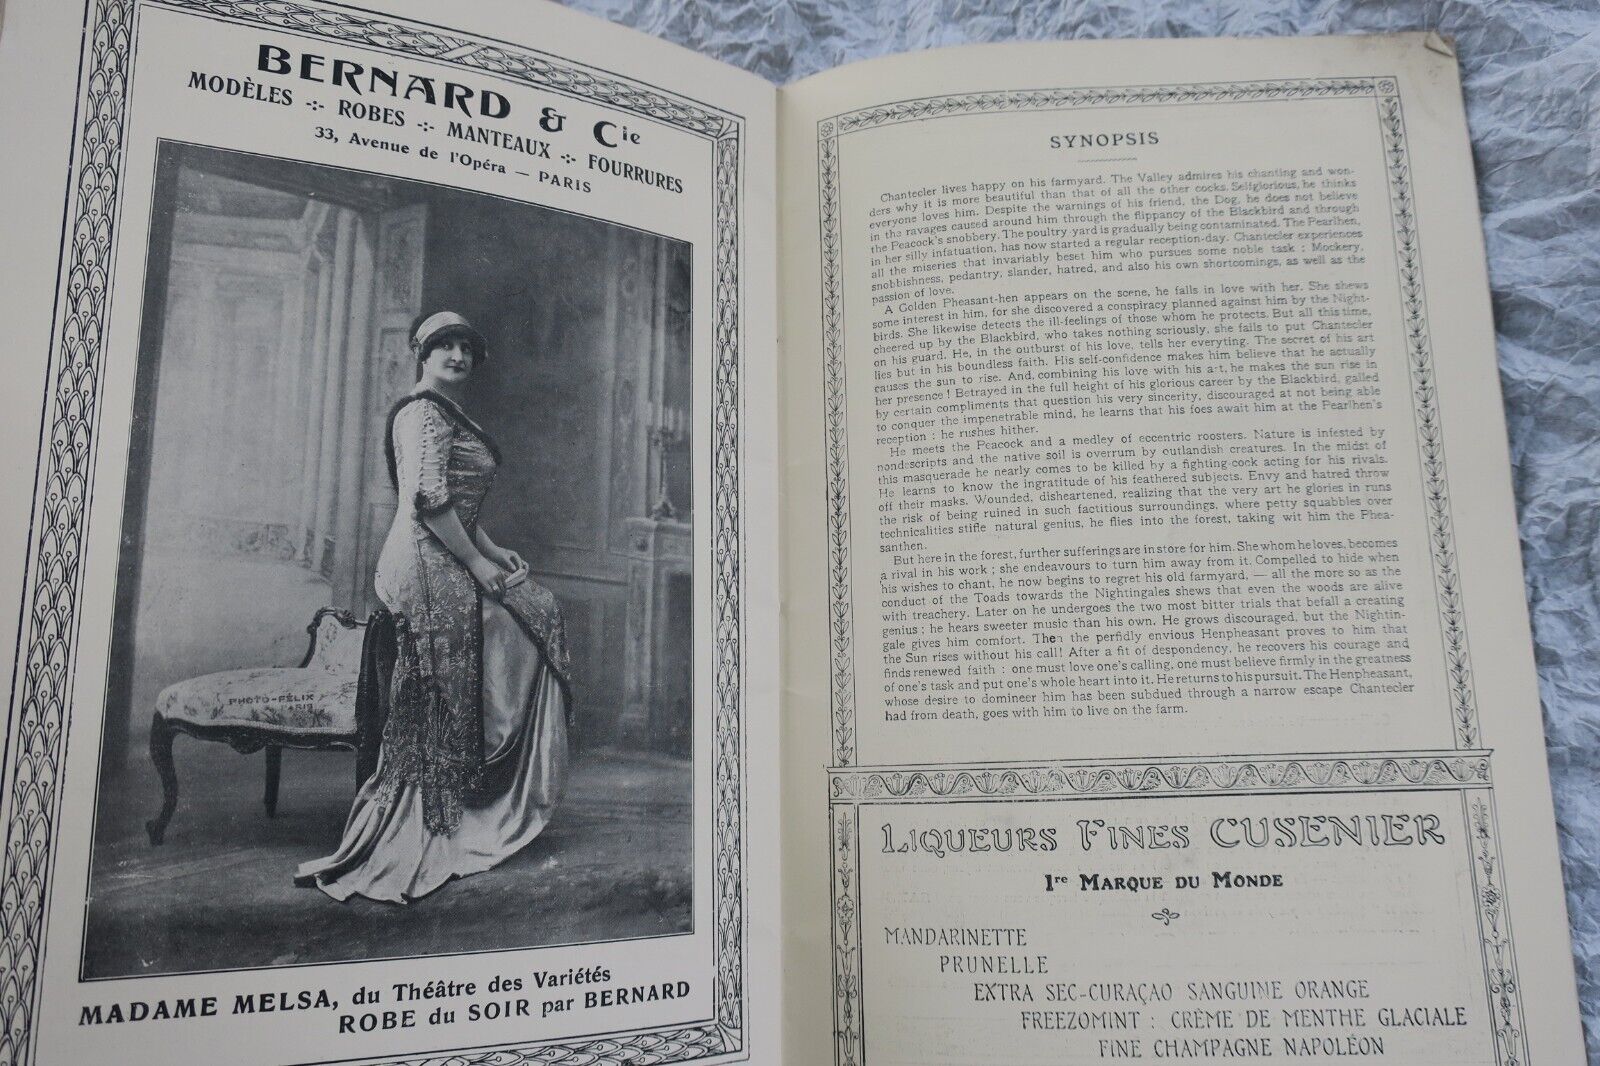 BERNARD & Cie
MODÈLES -:- ROBES -:- MANTEAUX -:- FOURRURES
33, Avenue de l'Opéra — PARIS
PHOTO-FÉLIX
MADAME MELSA, du Théâtre des Variétés
ROBE du SOIR par BERNARD
SYNOPSIS
Chantecler lives happy on his farmyard. The Valley admires his chanting and won-
ders why it is more beautiful than that of all the other cocks. Selfglorious, he thinks
everyone loves him. Despite the warnings of his friend, the Dog, he does not believe
in the ravages caused around him through the flippancy of the Blackbird and through
the Peacock's snobbery. The poultry yard is gradually being contaminated. The Pearlhen,
in her silly infatuation, has now started a regular reception-day. Chantecler experiences
all the miseries that invariably beset him who pursues some noble task ; Mockery,
snobbishness, pedantry, slander, hatred, and also his own shortcomings, as well as the
passion of love.
A Golden Pheasant-hen appears on the scene, he falls in love with her. She shews
some interest in him, for she discovered a conspiracy planned against him by the Night-
birds. She likewise detects the ill-feelings of those whom he protects. But all this time,
cheered up by the Blackbird, who takes nothing scriously, she fails to put Chantecler
on his guard. He, in the outburst of his love, tells her everyting. The secret of his art
lies but in his boundless faith. His self-confidence makes him believe that he actually
causes the sun to rise. And, combining his love with his art, he makes the sun rise in
her presence ! Betrayed in the full height of his glorious career by the Blackbird, galled
by certain compliments that question his very sincerity, discouraged at not being able
to conquer the impenetrable mind, he learns that his foes await him at the Pearlhen's
reception : he rushes hither.
He meets the Peacock and a medley of eccentric roosters. Nature is infested by
nondescripts and the native soil is overrum by outlandish creatures. In the midst of
this masquerade he nearly comes to be killed by a fighting-cock acting for his rivals.
He learns to know the ingratitude of his feathered subjects. Envy and hatred throw
off their masks. Wounded, disheartened, realizing that the very art he glories in runs
the risk of being ruined in such factitious surroundings, where petty squabbles over
technicalities stifle natural genius, he flies into the forest, taking wit him the Phea-
santhen.
But here in the forest, further sufferings are in store for him. She whom he loves, becomes
a rival in his work ; she endeavours to turn him away from it. Compelled to hide when
his wishes to chant, he now begins to regret his old farmyard, — all the more so as the
conduct of the Toads towards the Nightingales shews that even the woods are alive
with treachery. Later on he undergoes the two most bitter trials that befall a creating
genius ; he hears sweeter music than his own. He grows discouraged, but the Nightin-
gale gives him comfort. Then the perfidly envious Henpheasant proves to him that
the Sun rises without his call! After a fit of despondency, he recovers his courage and
finds renewed faith : one must love one's calling, one must believe firmly in the greatness
of one's task and put one's whole heart into it. He returns to his pursuit. The Henpheasant,
whose desire to domineer him has been subdued through a narrow escape Chantecler
had from death, goes with him to live on the farm.
LIQUEURS FINES CUSENIER
1re MARQUE DU MONDE
MANDARINETTE
PRUNELLE
EXTRA SEC-CURAÇAO SANGUINE ORANGE
FREEZOMINT : CRÈME DE MENTHE GLACIALE
FINE CHAMPAGNE NAPOLÉON